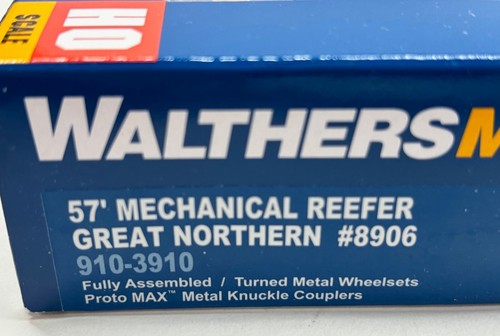 HO
SCALE
WALTHERSM
57' MECHANICAL REEFER
GREAT NORTHERN #8906
910-3910
Fully Assembled / Turned Metal Wheelsets
Proto MAX™ Metal Knuckle Couplers